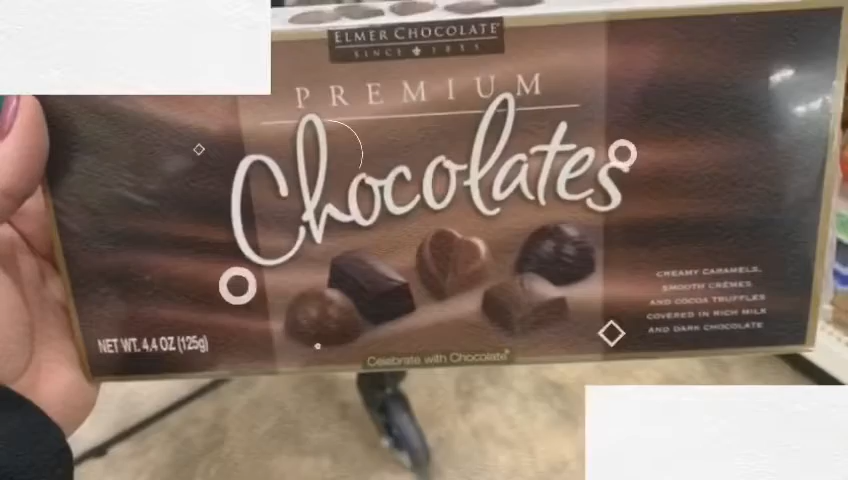 ELMER CHOCOLATE®
SINCE 1855
PREMIUM
Chocolates
CREAMY CARAMELS,
SMOOTH CRÈMES
AND COCOA TRUFFLES
COVERED IN RICH MILK
AND DARK CHOCOLATE
NET WT. 4.4 OZ (125g)
Celebrate with Chocolate®